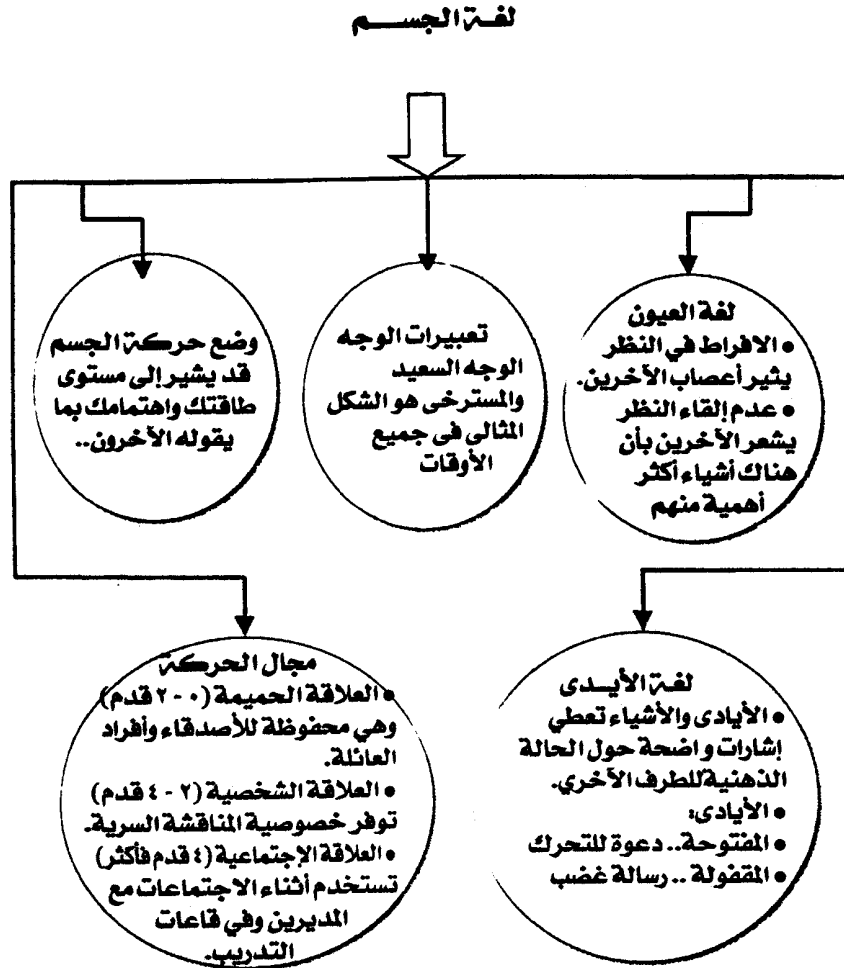 لغة الجسم
لغة العيون
• الافراط في النظر
يثير أعصاب الآخرين.
• عدم إلقاء النظر
يشعر الآخرين بأن
هناك أشياء أكثر
أهمية منهم
تعبيرات الوجه
الوجه السعيد
والمسترخى هو الشكل
المثالى فى جميع
الأوقات
وضع حركة الجسم
قد يشير إلى مستوى
طاقتك واهتمامك بما
يقوله الآخرون..
لغة الأيدى
• الأيادى والأشياء تعطي
إشارات واضحة حول الحالة
الذهنية للطرف الآخري.
• الأيادى:
• المفتوحة.. دعوة للتحرك
• المقفولة.. رسالة غضب
مجال الحركة
• العلاقة الحميمة (٠ - ٢ قدم)
وهي محفوظة للأصدقاء وأفراد
العائلة.
• العلاقة الشخصية (٢ - ٤ قدم)
توفر خصوصية المناقشة السرية.
• العلاقة الإجتماعية (٤ قدم فأكثر)
تستخدم أثناء الاجتماعات مع
المديرين وفي قاعات
التدريب.